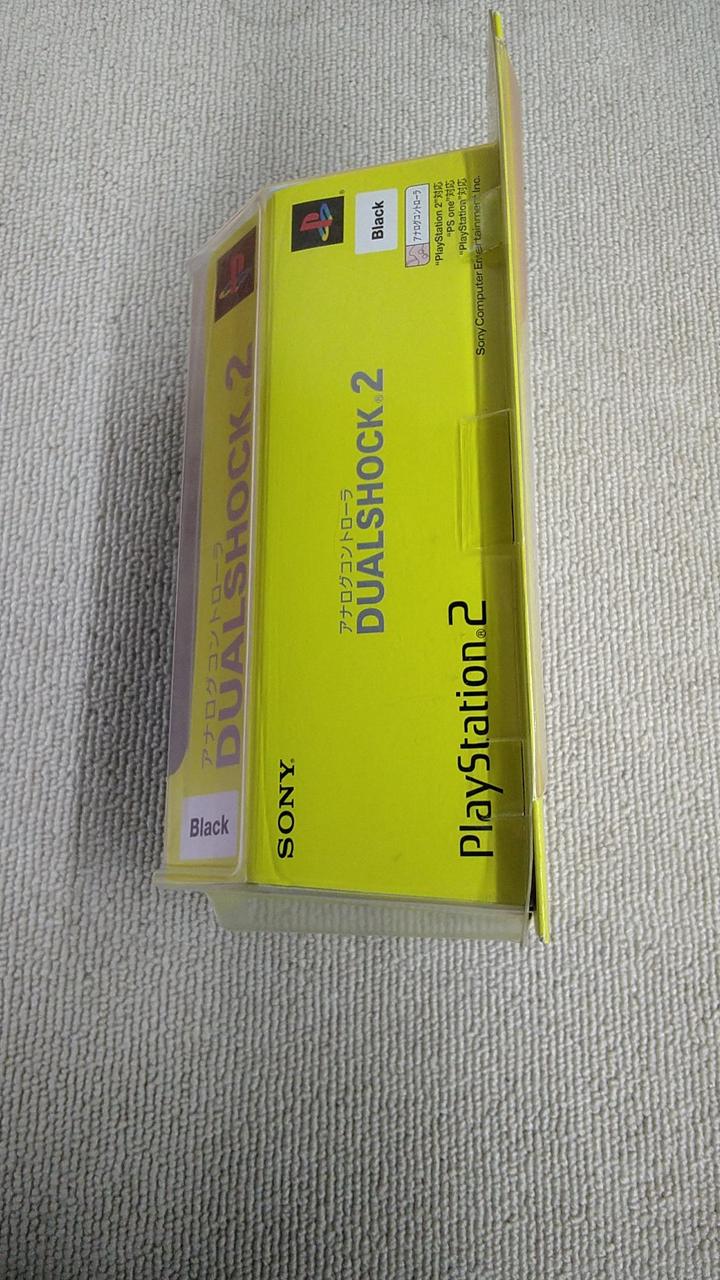 アナログコントローラ
DUALSHOCK®2
Black
SONY®
アナログコントローラ
DUALSHOCK®2
PlayStation®2
Black
アナログコントローラ
"PlayStation 2"対応
"PS one"対応
"PlayStation"対応
Sony Computer Entertainment Inc.